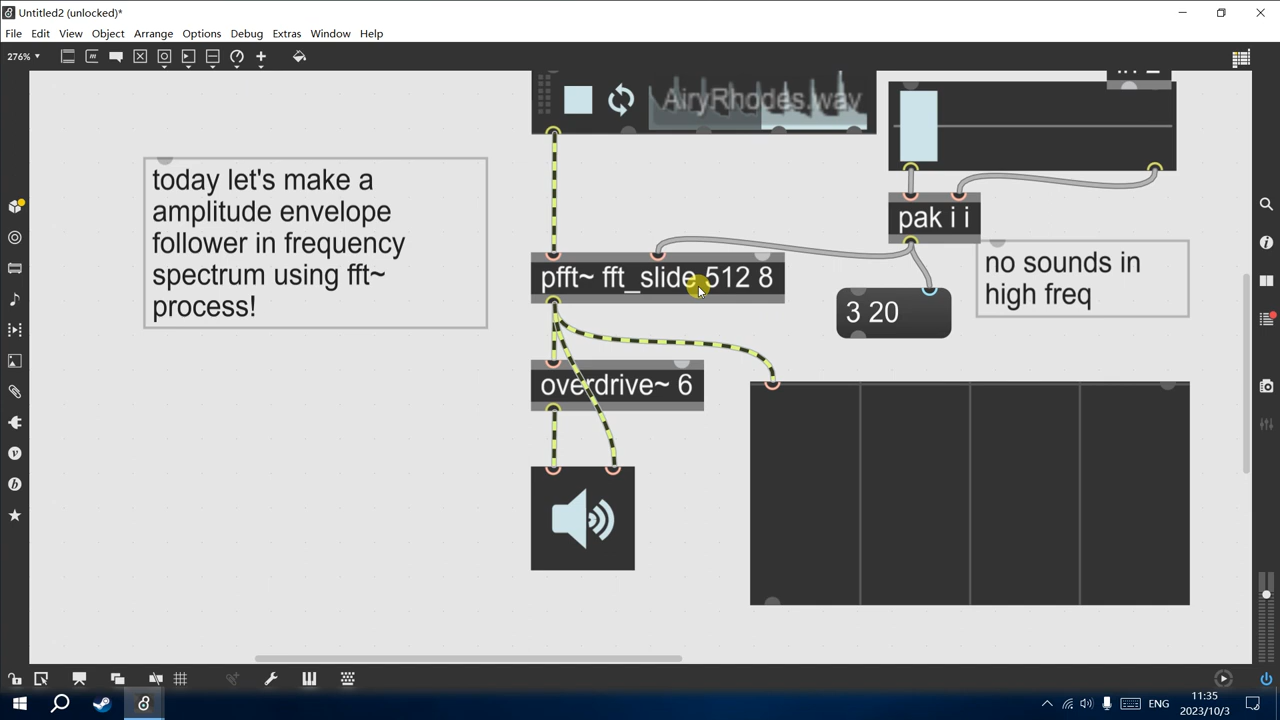 Untitled2 (unlocked)*
File Edit View Object Arrange Options Debug Extras Window Help
276%
AiryRhodes.wav
today let's make a
amplitude envelope
follower in frequency
spectrum using fft~
process!
pak i i
pfft~ fft_slide 512 8
no sounds in
high freq
3 20
overdrive~ 6
ENG
11:35
2023/10/3